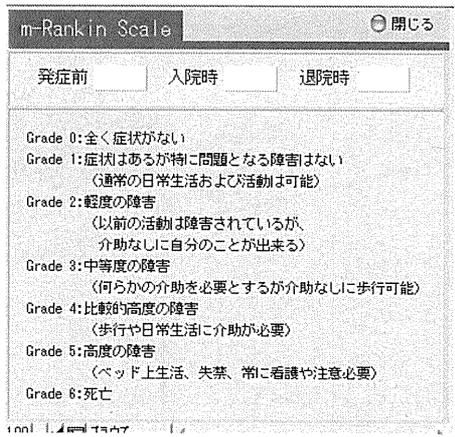 m-Rankin Scale
閉じる
発症前 入院時 退院時
Grade 0:全く症状がない
Grade 1:症状はあるが特に問題となる障害はない
(通常の日常生活および活動は可能)
Grade 2:軽度の障害
(以前の活動は障害されているが、
介助なしに自分のことが出来る)
Grade 3:中等度の障害
(何らかの介助を必要とするが介助なしに歩行可能)
Grade 4:比較的高度の障害
(歩行や日常生活に介助が必要)
Grade 5:高度の障害
(ベッド上生活、失禁、常に看護や注意必要)
Grade 6:死亡
100